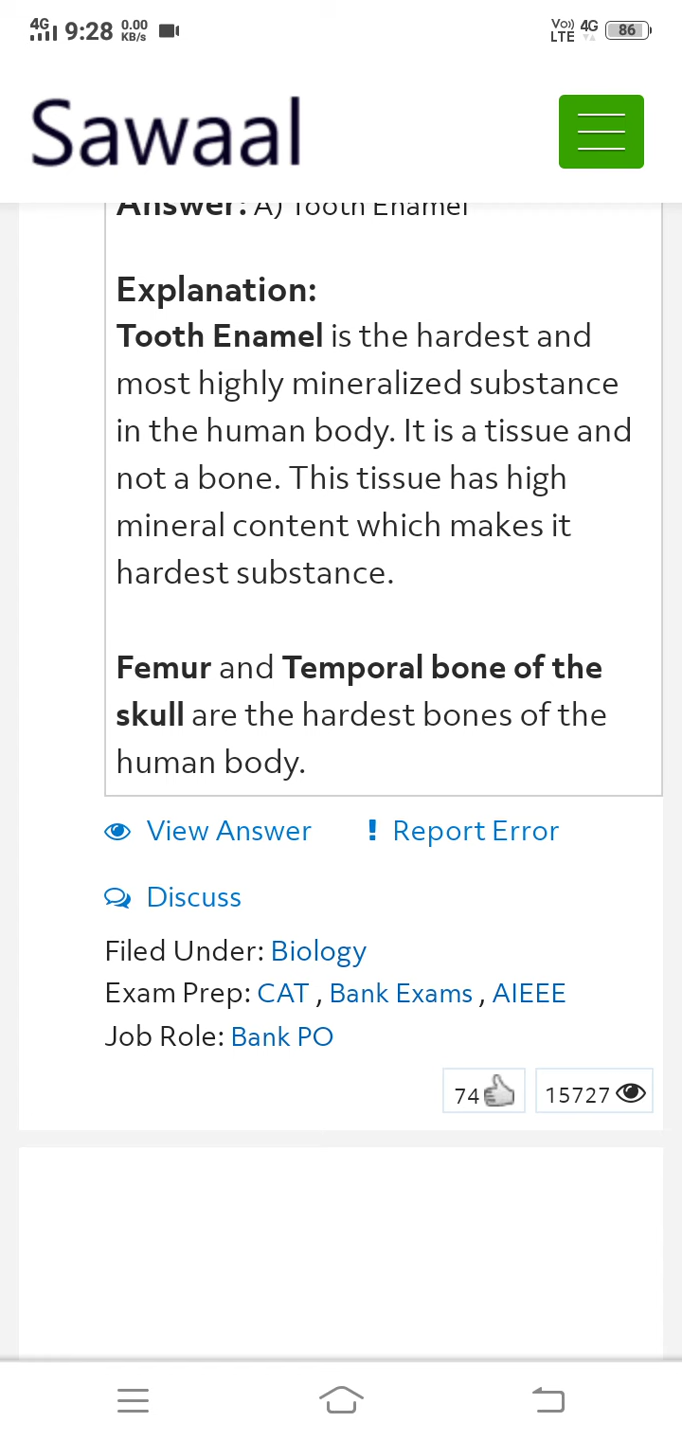 4G 9:28 0.00 KB/s Vo)) LTE 4G 86
Sawaal
Answer: A) Tooth Enamel
Explanation:
Tooth Enamel is the hardest and
most highly mineralized substance
in the human body. It is a tissue and
not a bone. This tissue has high
mineral content which makes it
hardest substance.
Femur and Temporal bone of the
skull are the hardest bones of the
human body.
View Answer ! Report Error
Discuss
Filed Under: Biology
Exam Prep: CAT , Bank Exams , AIEEE
Job Role: Bank PO
74 15727